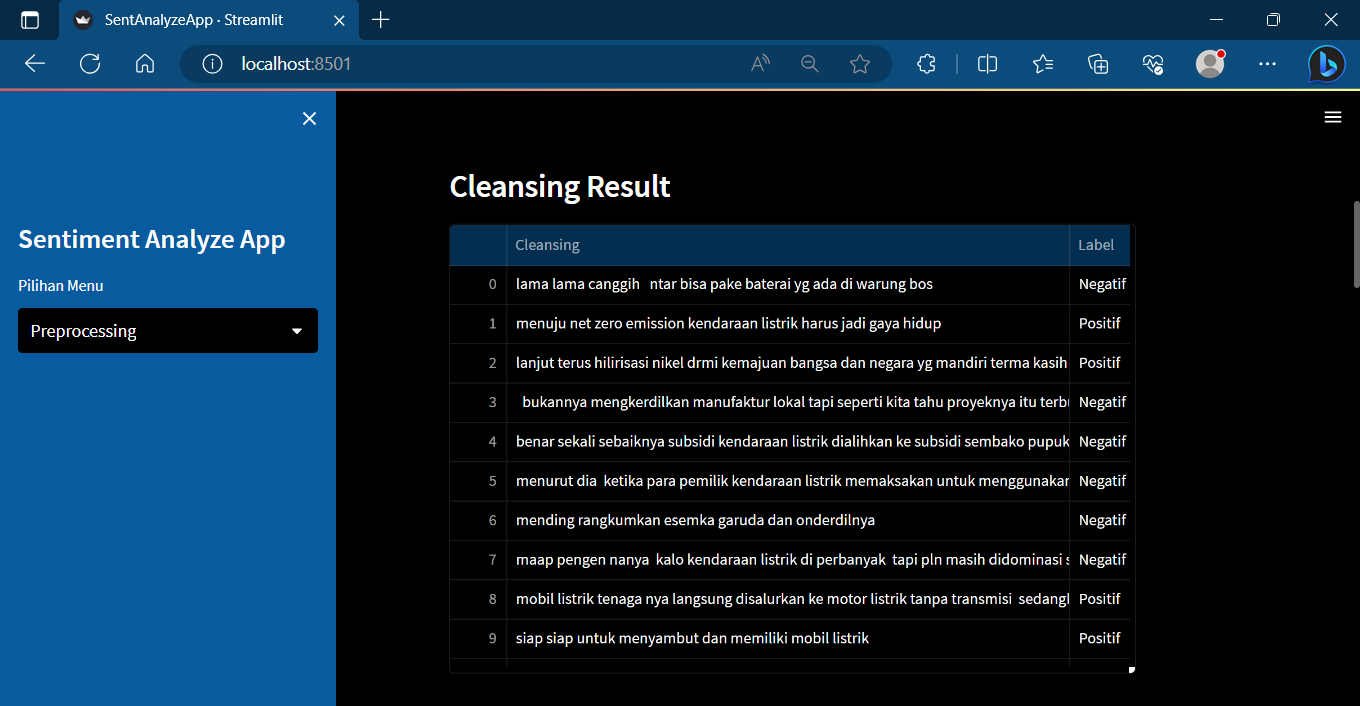 SentAnalyzeApp · Streamlit
localhost:8501
Cleansing Result
Sentiment Analyze App
Pilihan Menu
Preprocessing
Cleansing Label
0 lama lama canggih ntar bisa pake baterai yg ada di warung bos Negatif
1 menuju net zero emission kendaraan listrik harus jadi gaya hidup Positif
2 lanjut terus hilirisasi nikel drmi kemajuan bangsa dan negara yg mandiri terma kasih Positif
3 bukannya mengkerdilkan manufaktur lokal tapi seperti kita tahu proyeknya itu Negatif
4 benar sekali sebaiknya subsidi kendaraan listrik dialihkan ke subsidi sembako pupuk Negatif
5 menurut dia ketika para pemilik kendaraan listrik memaksakan untuk Negatif
6 mending rangkumkan esemka garuda dan onderdilnya Negatif
7 maap pengen nanya kalo kendaraan listrik di perbanyak tapi pln masih didominasi Negatif
8 mobil listrik tenaga nya langsung disalurkan ke motor listrik tanpa transmisi Positif
9 siap siap untuk menyambut dan memiliki mobil listrik Positif